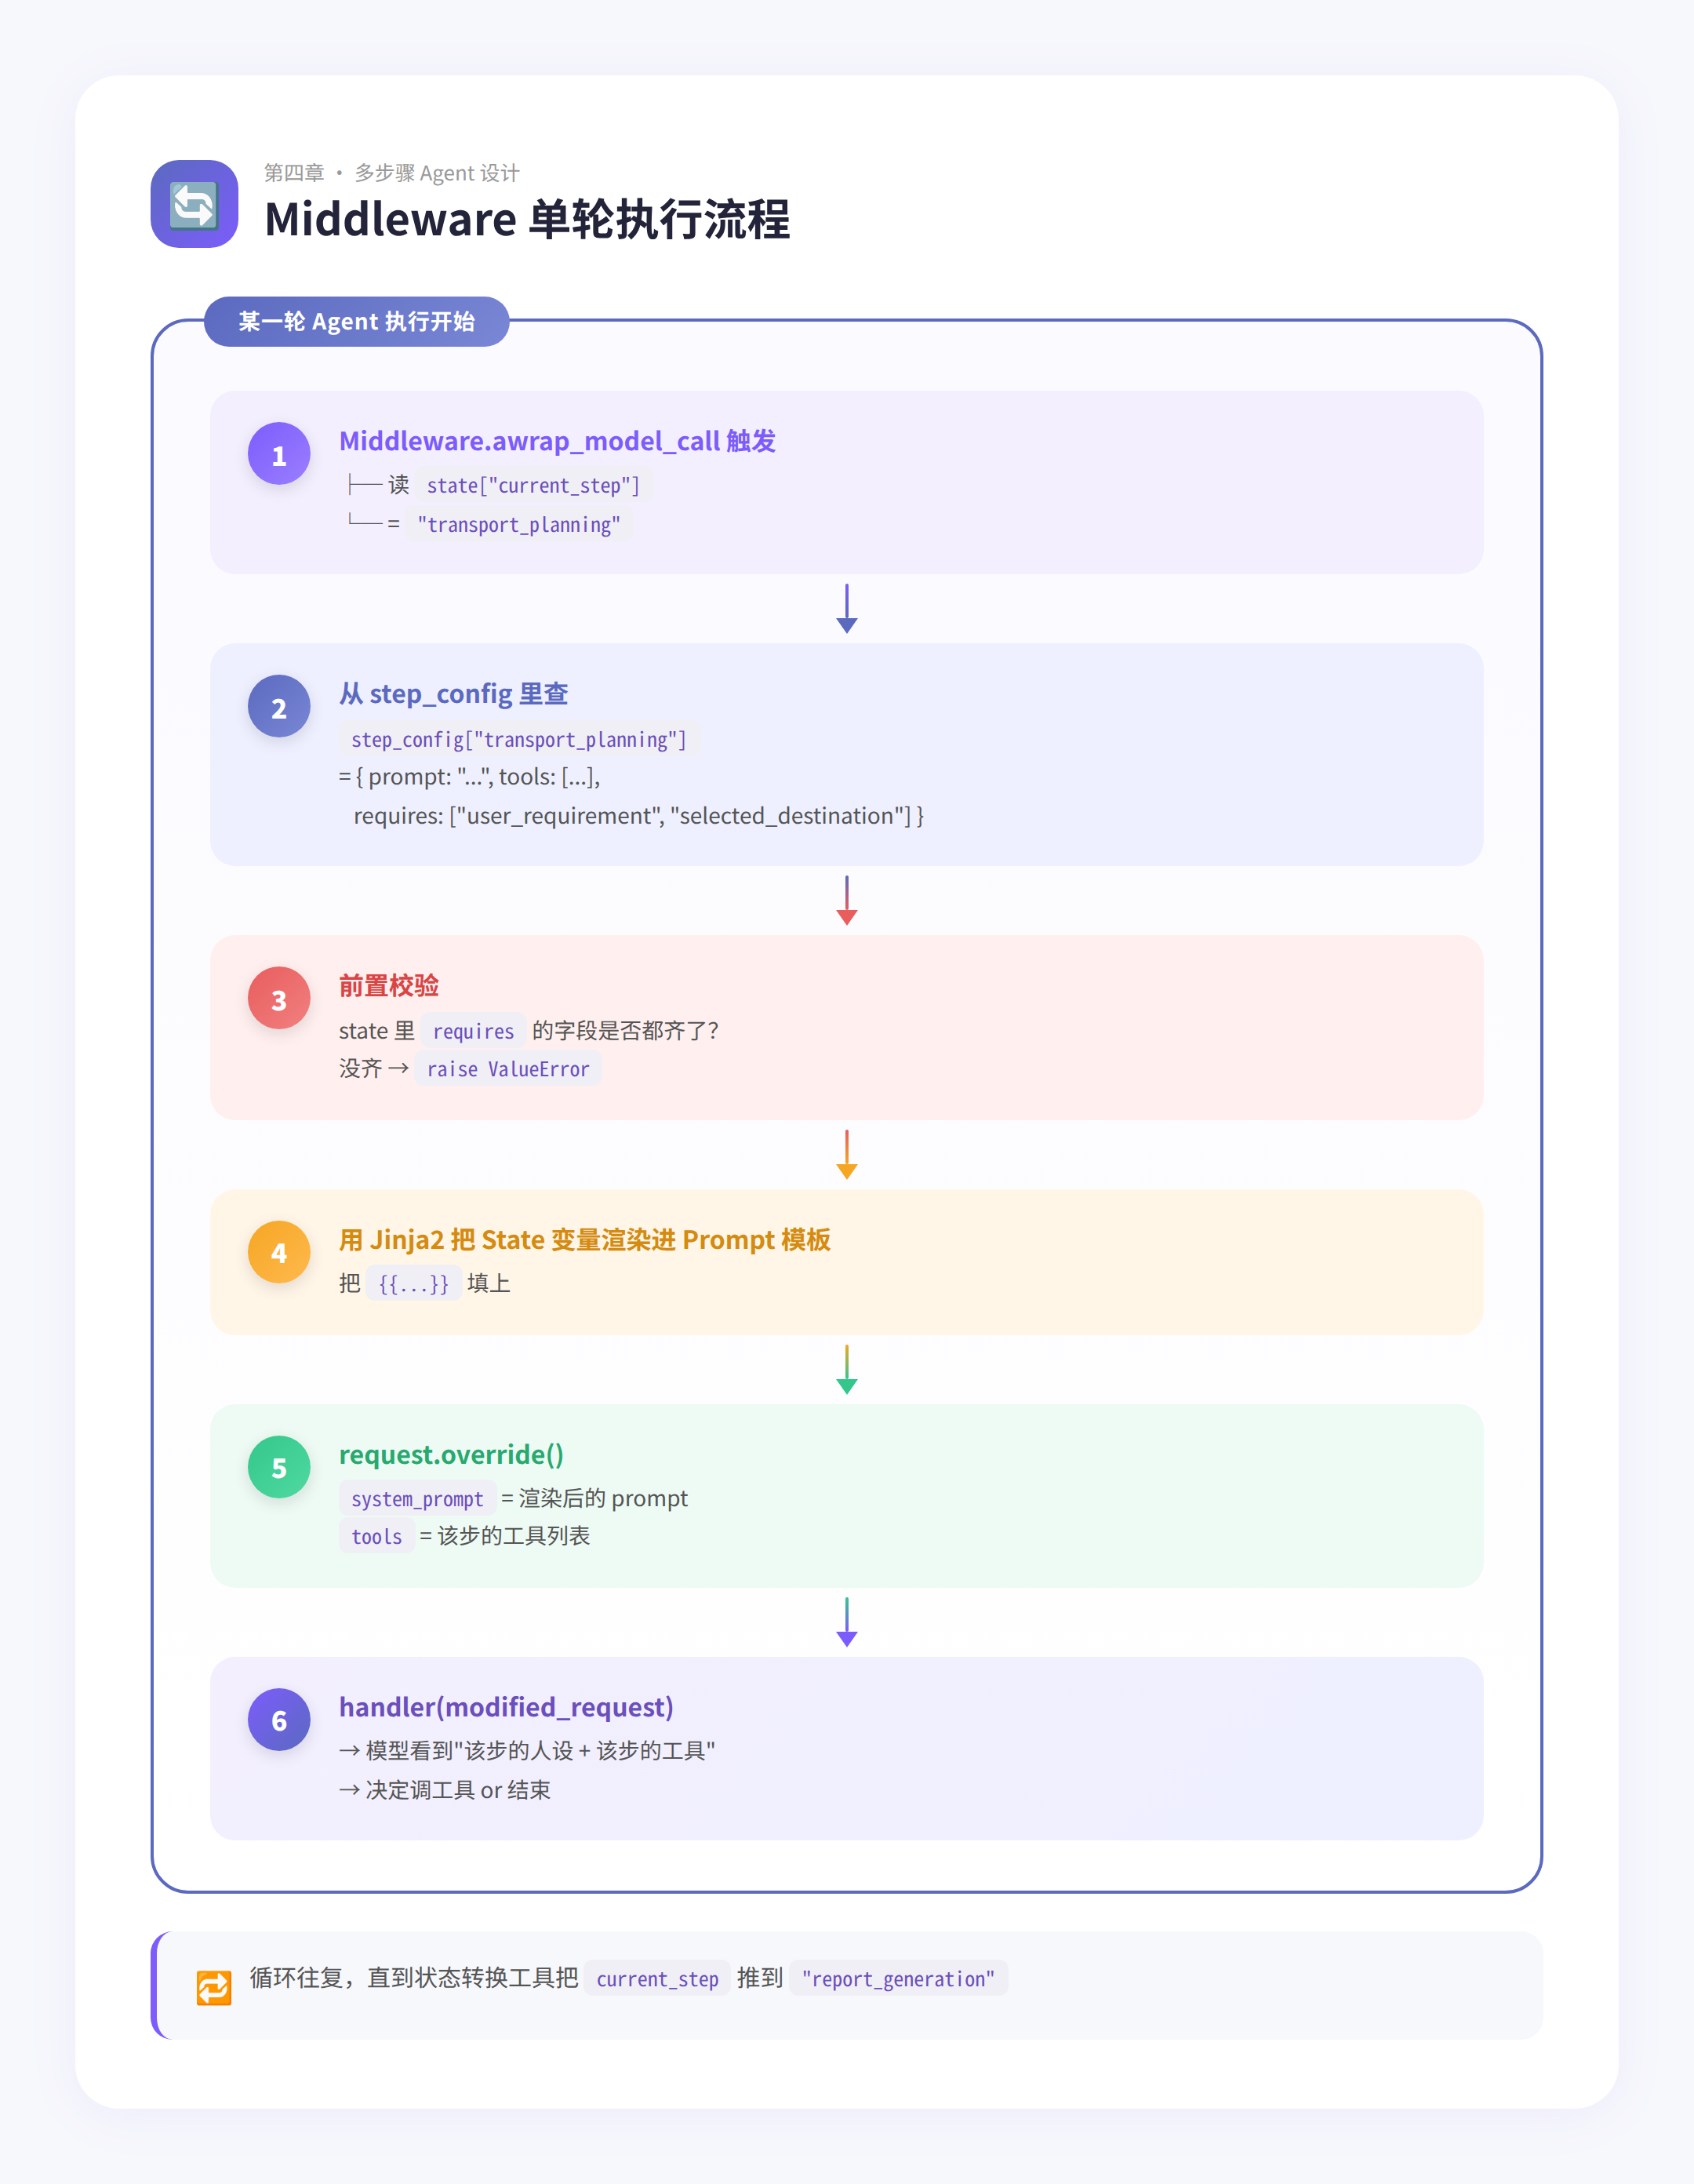 第四章 · 多步骤 Agent 设计
Middleware 单轮执行流程
某一轮 Agent 执行开始
1
Middleware.awrap_model_call 触发
├── 读 state["current_step"]
└── = "transport_planning"
2
从 step_config 里查
step_config["transport_planning"]
= { prompt: "...", tools: [...],
requires: ["user_requirement", "selected_destination"] }
3
前置校验
state 里 requires 的字段是否都齐了?
没齐 → raise ValueError
4
用 Jinja2 把 State 变量渲染进 Prompt 模板
把 {{...}} 填上
5
request.override()
system_prompt = 渲染后的 prompt
tools = 该步的工具列表
6
handler(modified_request)
→ 模型看到"该步的人设 + 该步的工具"
→ 决定调工具 or 结束
循环往复，直到状态转换工具把 current_step 推到 "report_generation"